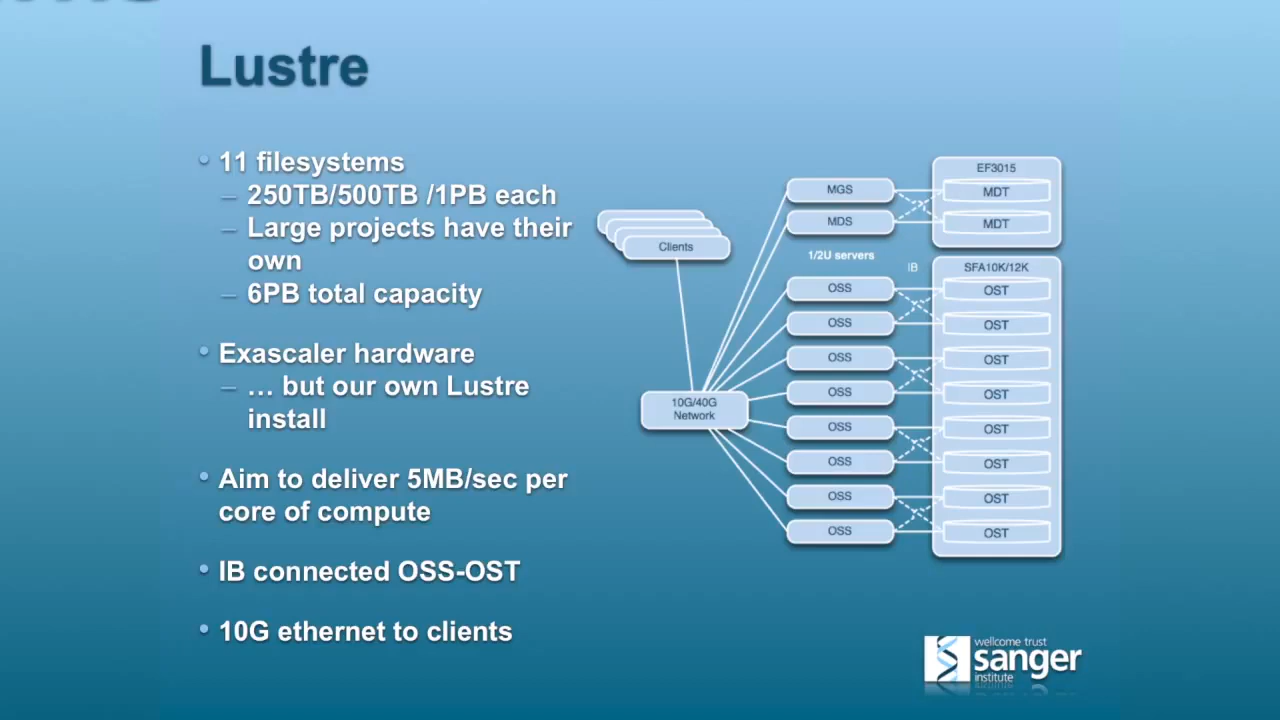 Lustre
• 11 filesystems
– 250TB/500TB /1PB each
– Large projects have their
own
– 6PB total capacity
• Exascaler hardware
– … but our own Lustre
install
• Aim to deliver 5MB/sec per
core of compute
• IB connected OSS-OST
• 10G ethernet to clients
Clients
10G/40G
Network
MGS
MDS
1/2U servers
IB
OSS
OSS
OSS
OSS
OSS
OSS
OSS
OSS
EF3015
MDT
MDT
SFA10K/12K
OST
OST
OST
OST
OST
OST
OST
OST
wellcome trust
sanger
institute